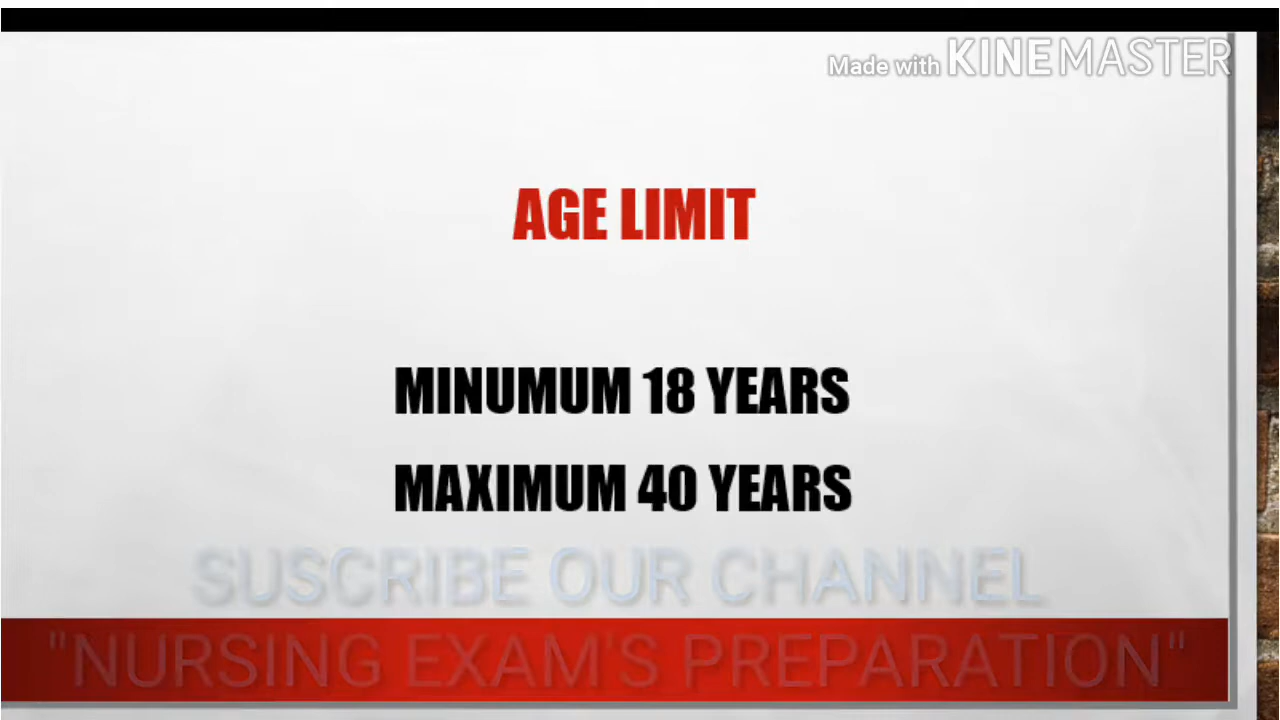 Made with KINEMASTER
AGE LIMIT
MINUMUM 18 YEARS
MAXIMUM 40 YEARS
SUSCRIBE OUR CHANNEL
"NURSING EXAM'S PREPARATION"